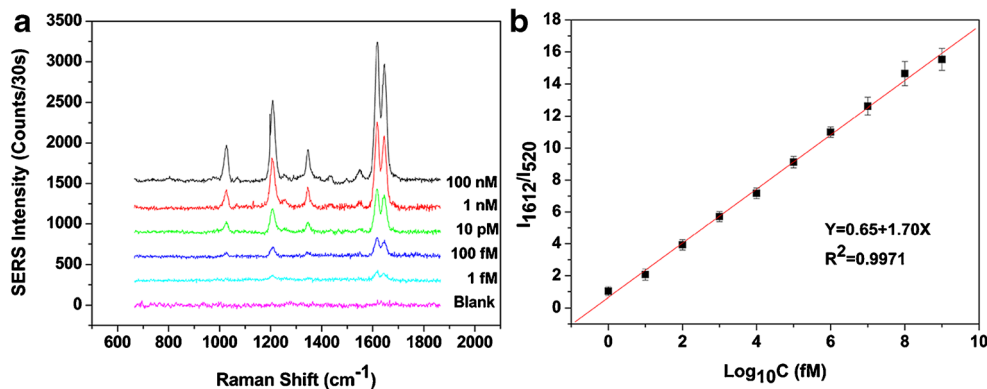 a
SERS Intensity (Counts/30s)
3500
3000
2500
2000
1500
1000
500
0
100 nM
1 nM
10 pM
100 fM
1 fM
Blank
600 800 1000 1200 1400 1600 1800 2000
Raman Shift (cm⁻¹)
b
I₁₆₁₂/I₅₂₀
18
16
14
12
10
8
6
4
2
0
Y=0.65+1.70X
R²=0.9971
0 2 4 6 8 10
Log₁₀C (fM)